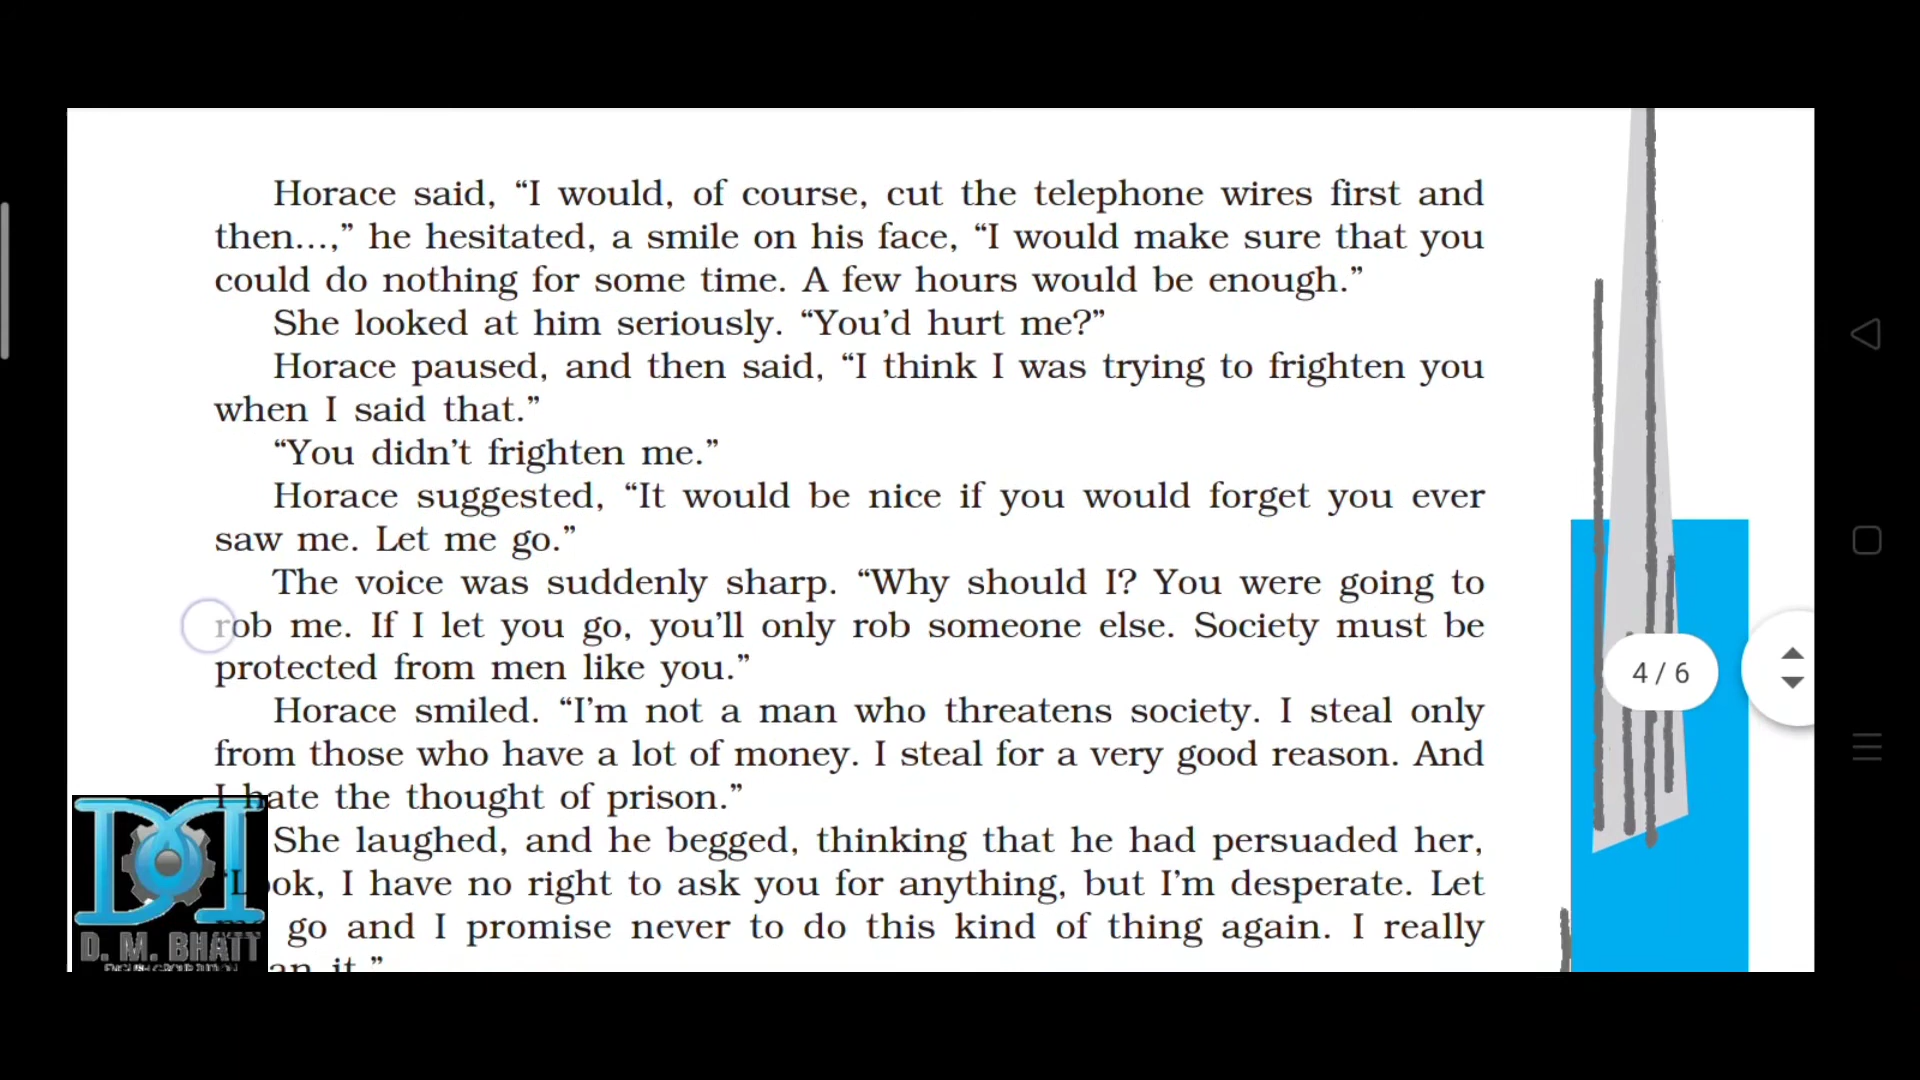 Horace said, “I would, of course, cut the telephone wires first and
then...,” he hesitated, a smile on his face, “I would make sure that you
could do nothing for some time. A few hours would be enough.”
She looked at him seriously. “You’d hurt me?”
Horace paused, and then said, “I think I was trying to frighten you
when I said that.”
“You didn’t frighten me.”
Horace suggested, “It would be nice if you would forget you ever
saw me. Let me go.”
The voice was suddenly sharp. “Why should I? You were going to
rob me. If I let you go, you’ll only rob someone else. Society must be
protected from men like you.”
4 / 6
Horace smiled. “I’m not a man who threatens society. I steal only
from those who have a lot of money. I steal for a very good reason. And
I hate the thought of prison.”
She laughed, and he begged, thinking that he had persuaded her,
“Look, I have no right to ask you for anything, but I’m desperate. Let
go and I promise never to do this kind of thing again. I really
it.”
D. M. BHATT